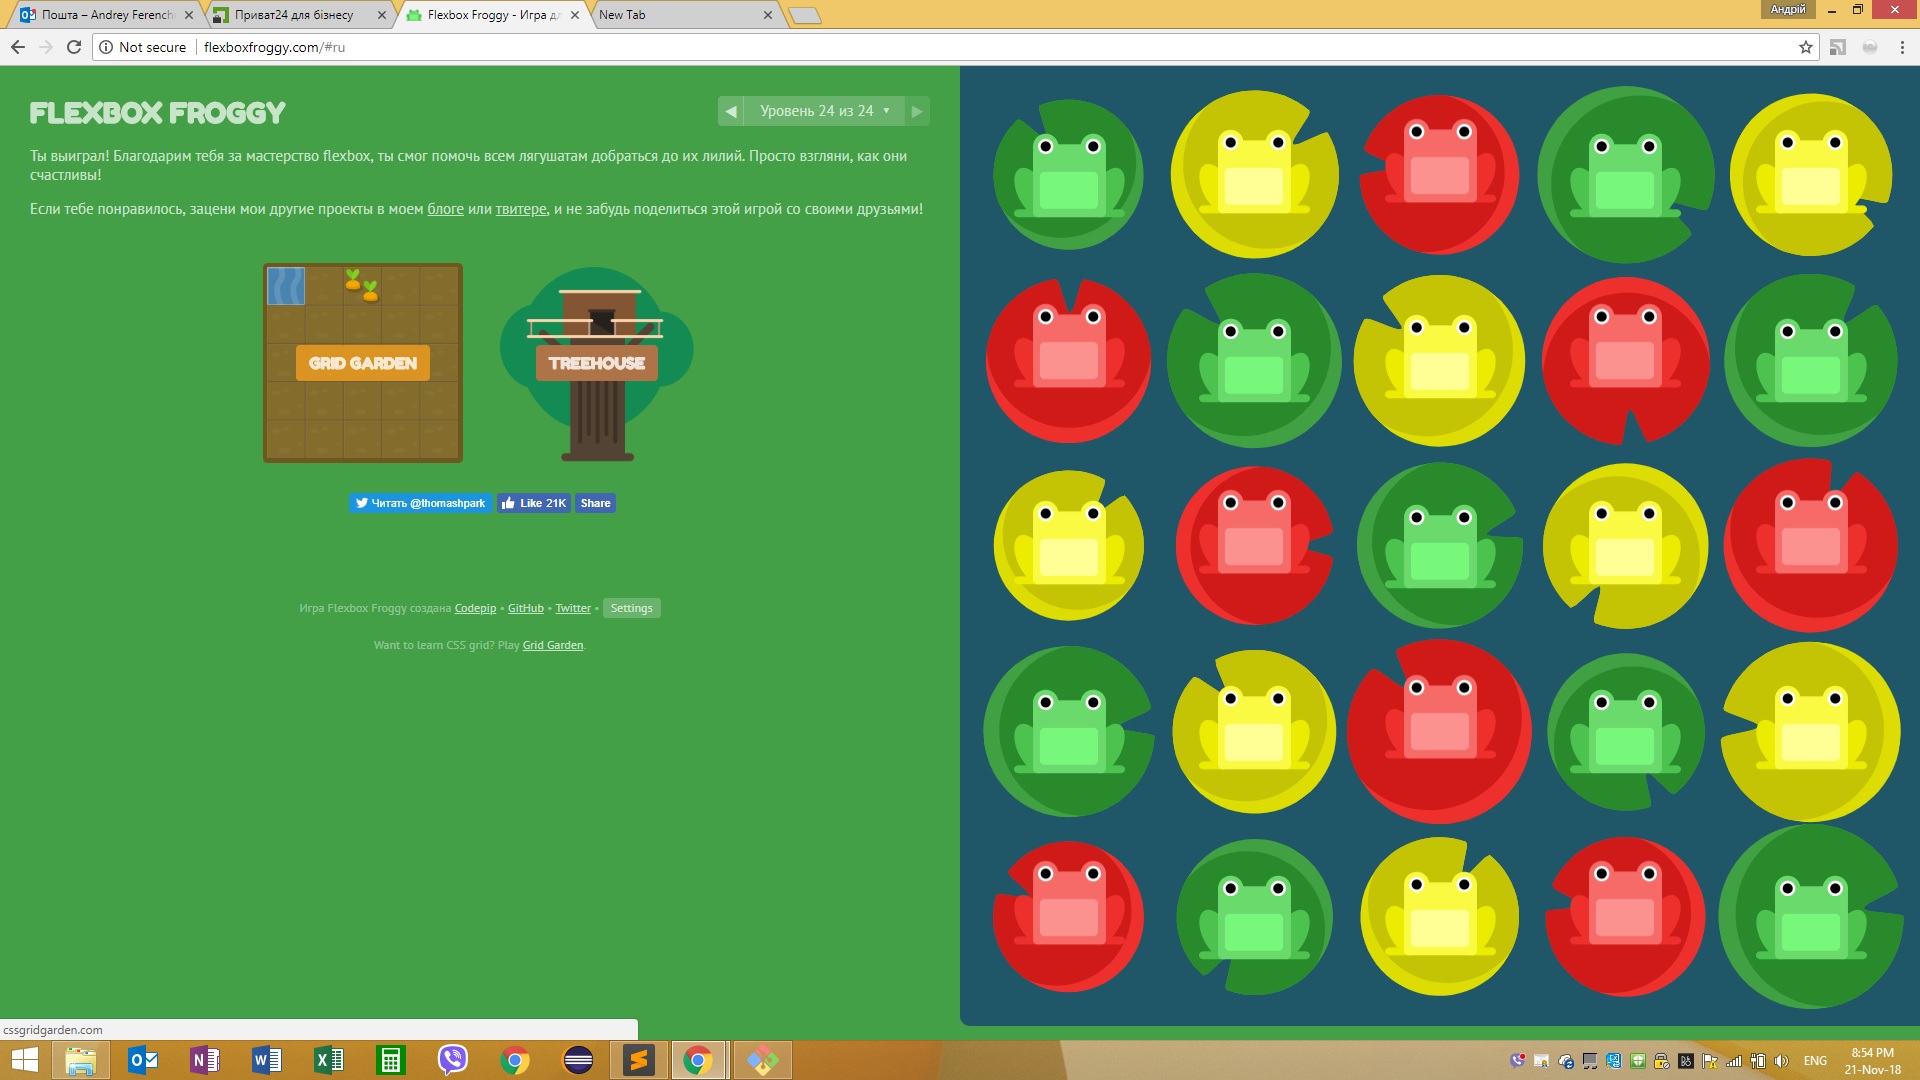 Пошта – Andrey Ferench
Приват24 для бізнесу
Flexbox Froggy - Игра дл
New Tab
Андрій
Not secure
flexboxfroggy.com/#ru
FLEXBOX FROGGY
Уровень 24 из 24
Ты выиграл! Благодарим тебя за мастерство flexbox, ты смог помочь всем лягушатам добраться до их лилий. Просто взгляни, как они
счастливы!
Если тебе понравилось, зацени мои другие проекты в моем блоге или твитере, и не забудь поделиться этой игрой со своими друзьями!
GRID GARDEN
TREEHOUSE
Читать @thomashpark
Like 21K
Share
Игра Flexbox Froggy создана Codepip • GitHub • Twitter • Settings
Want to learn CSS grid? Play Grid Garden.
cssgridgarden.com
ENG
8:54 PM
21-Nov-18